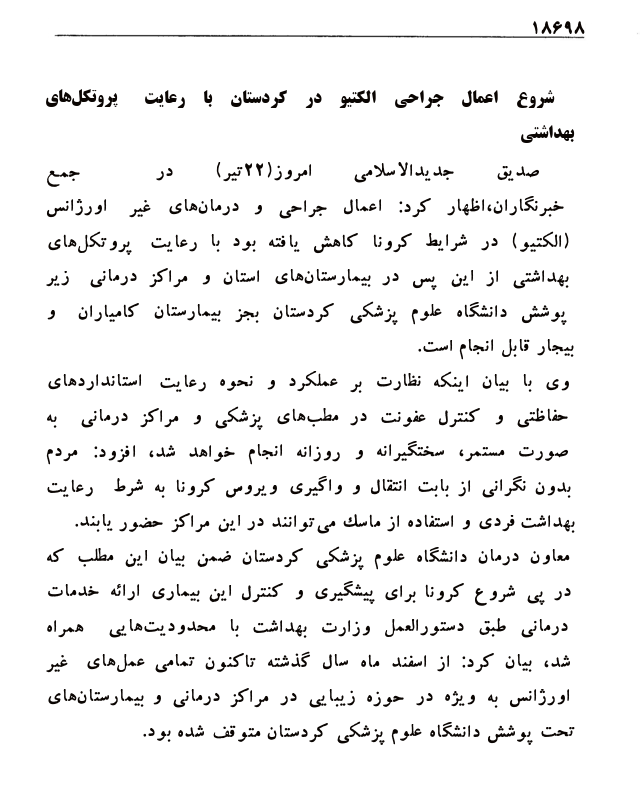 ۱۸۶۹۸
شروع اعمال جراحی الکتیو در کردستان با رعایت پروتکل‌های
بهداشتی
صدیق جدیدالاسلامی امروز(۲۲تیر) در جمع
خبرنگاران،اظهار کرد: اعمال جراحی و درمان‌های غیر اورژانس
(الکتیو) در شرایط کرونا کاهش یافته بود با رعایت پروتکل‌های
بهداشتی از این پس در بیمارستان‌های استان و مراکز درمانی زیر
پوشش دانشگاه علوم پزشکی کردستان بجز بیمارستان کامیاران و
بیجار قابل انجام است.
وی با بیان اینکه نظارت بر عملکرد و نحوه رعایت استانداردهای
حفاظتی و کنترل عفونت در مطب‌های پزشکی و مراکز درمانی به
صورت مستمر، سختگیرانه و روزانه انجام خواهد شد، افزود: مردم
بدون نگرانی از بابت انتقال و واگیری ویروس کرونا به شرط رعایت
بهداشت فردی و استفاده از ماسك می‌توانند در این مراکز حضور یابند.
معاون درمان دانشگاه علوم پزشکی کردستان ضمن بیان این مطلب که
در پی شروع کرونا برای پیشگیری و کنترل این بیماری ارائه خدمات
درمانی طبق دستورالعمل وزارت بهداشت با محدودیت‌هایی همراه
شد، بیان کرد: از اسفند ماه سال گذشته تاکنون تمامی عمل‌های غیر
اورژانس به ویژه در حوزه زیبایی در مراکز درمانی و بیمارستان‌های
تحت پوشش دانشگاه علوم پزشکی کردستان متوقف شده بود.